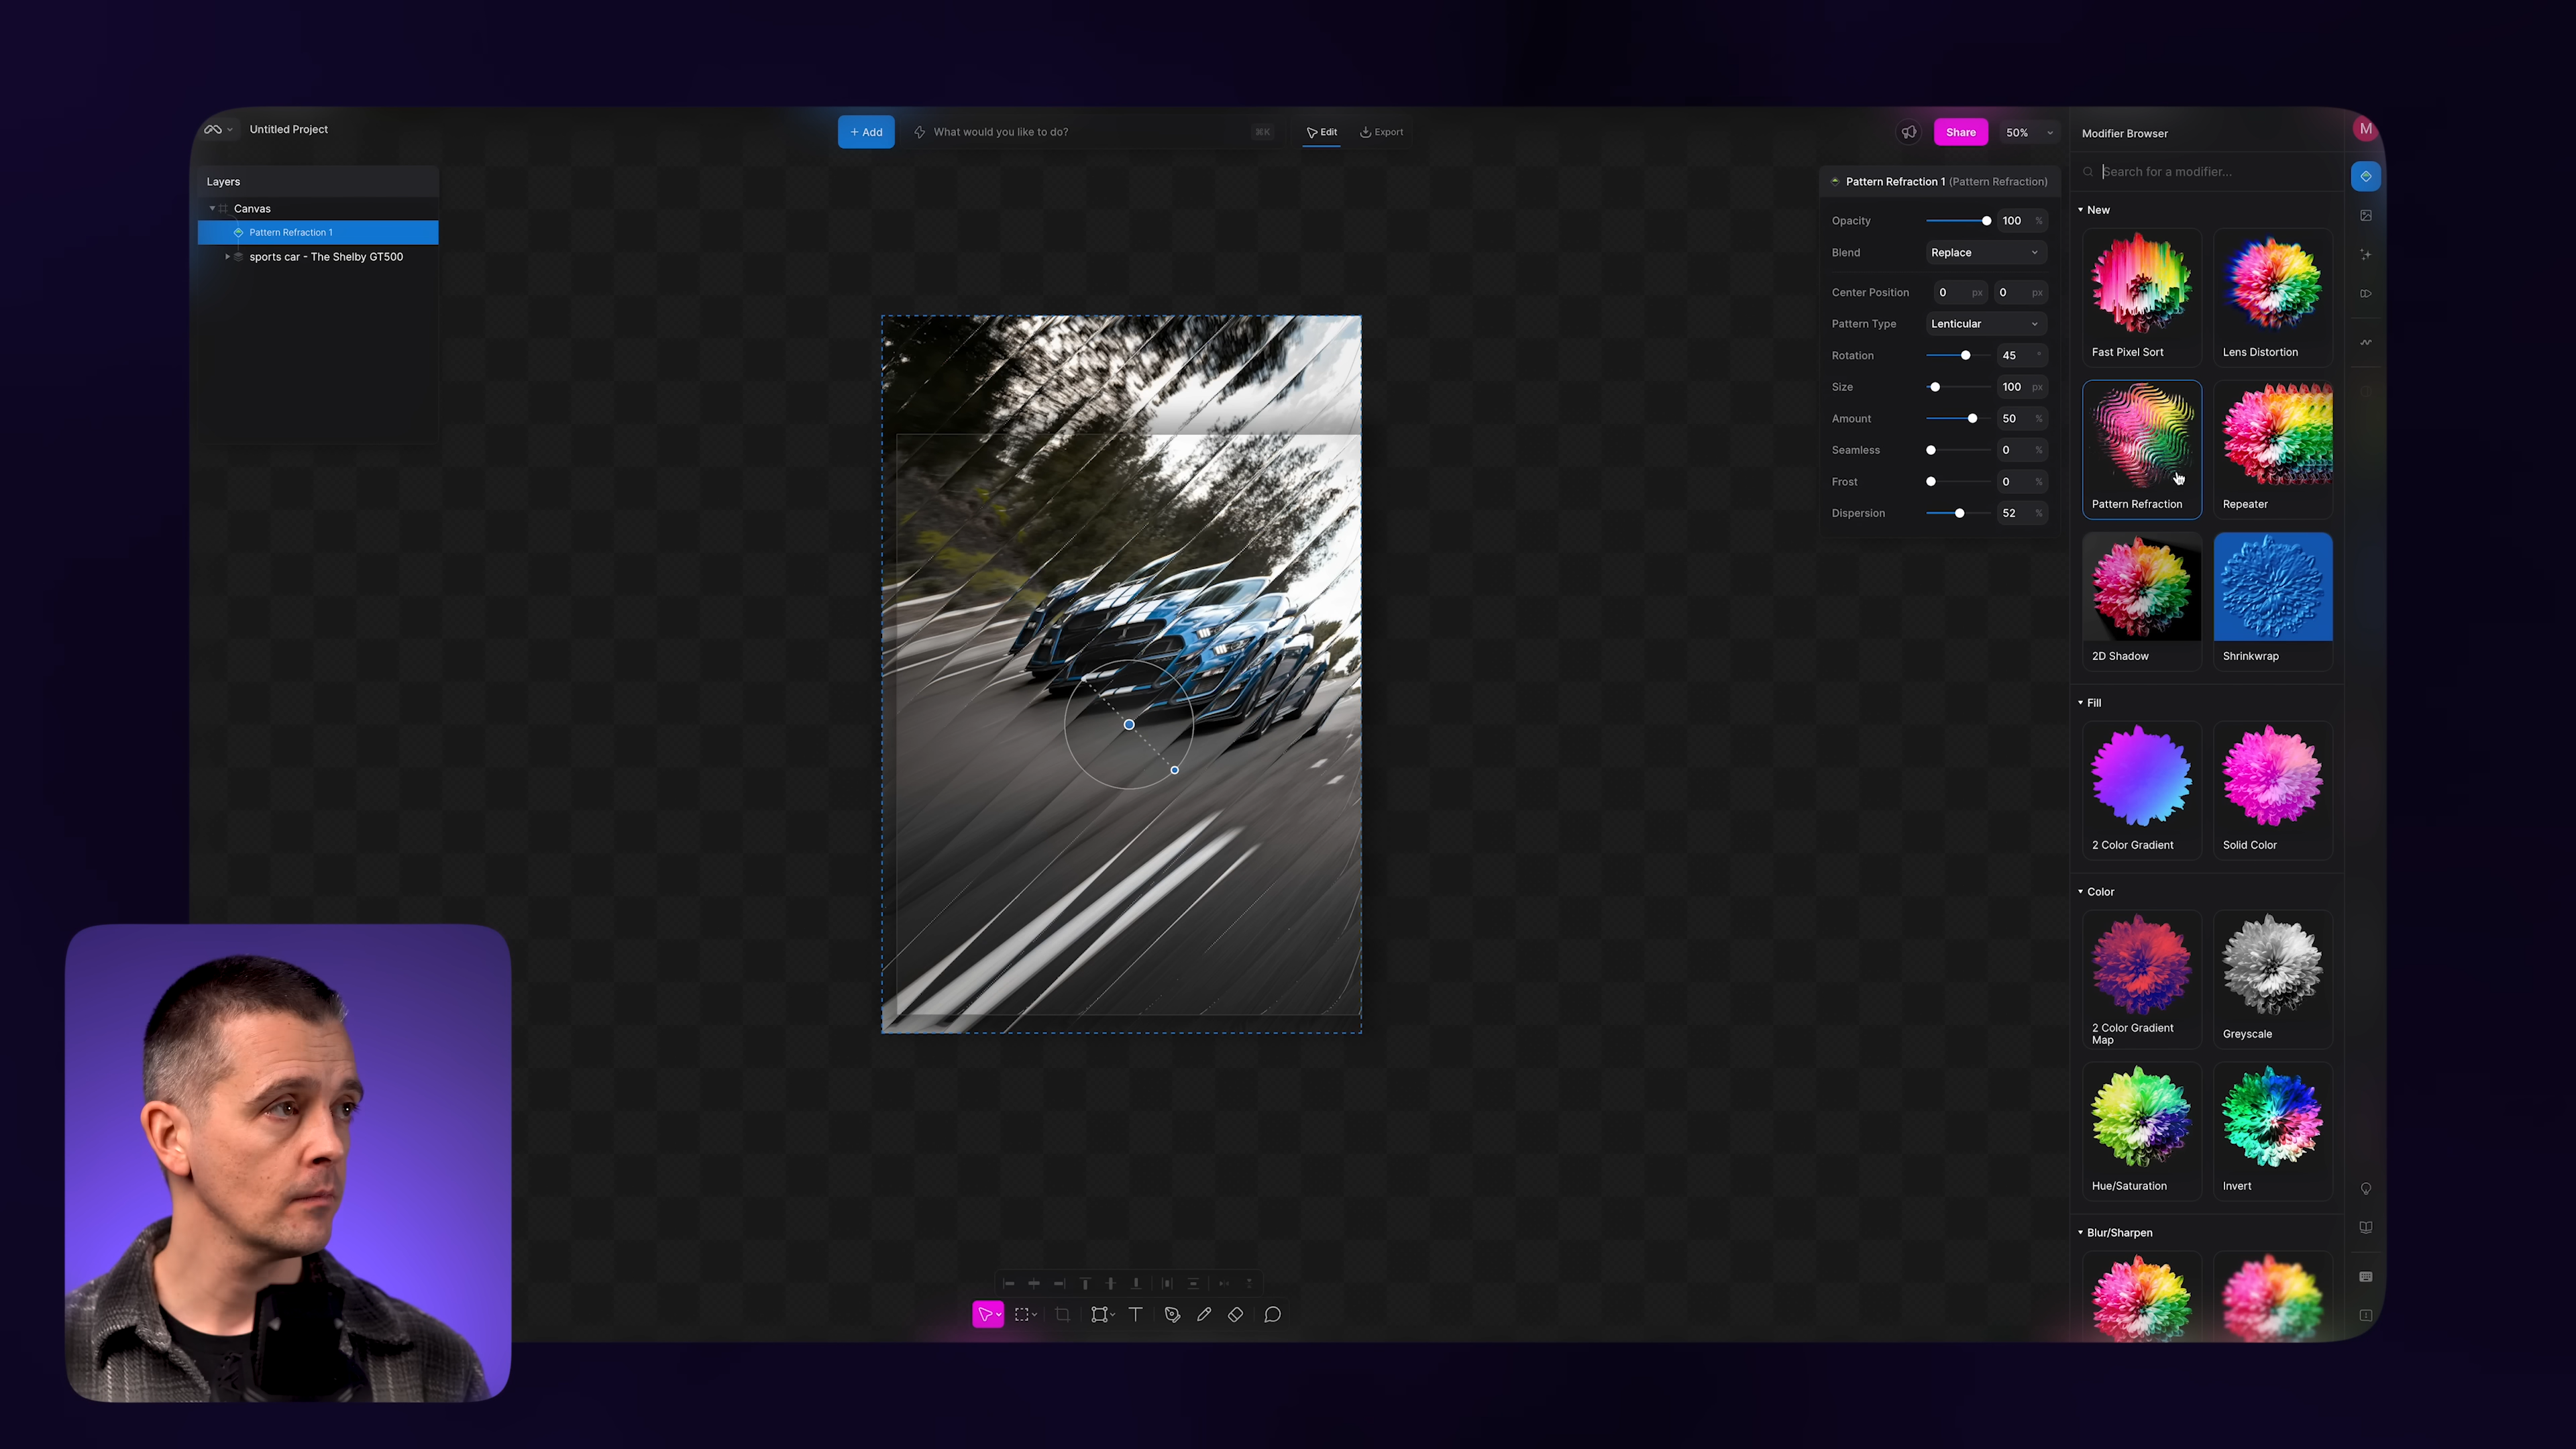 Untitled Project
+ Add
What would you like to do?
⌘K
Edit
Export
Share
50%
Modifier Browser
M
Search for a modifier...
Layers
Canvas
Pattern Refraction 1
sports car - The Shelby GT500
Pattern Refraction 1 (Pattern Refraction)
Opacity 100 %
Blend Replace
Center Position 0 px 0 px
Pattern Type Lenticular
Rotation 45 °
Size 100 px
Amount 50 %
Seamless 0 %
Frost 0 %
Dispersion 52 %
New
Fast Pixel Sort
Lens Distortion
Pattern Refraction
Repeater
2D Shadow
Shrinkwrap
Fill
2 Color Gradient
Solid Color
Color
2 Color Gradient
Map
Greyscale
Hue/Saturation
Invert
Blur/Sharpen